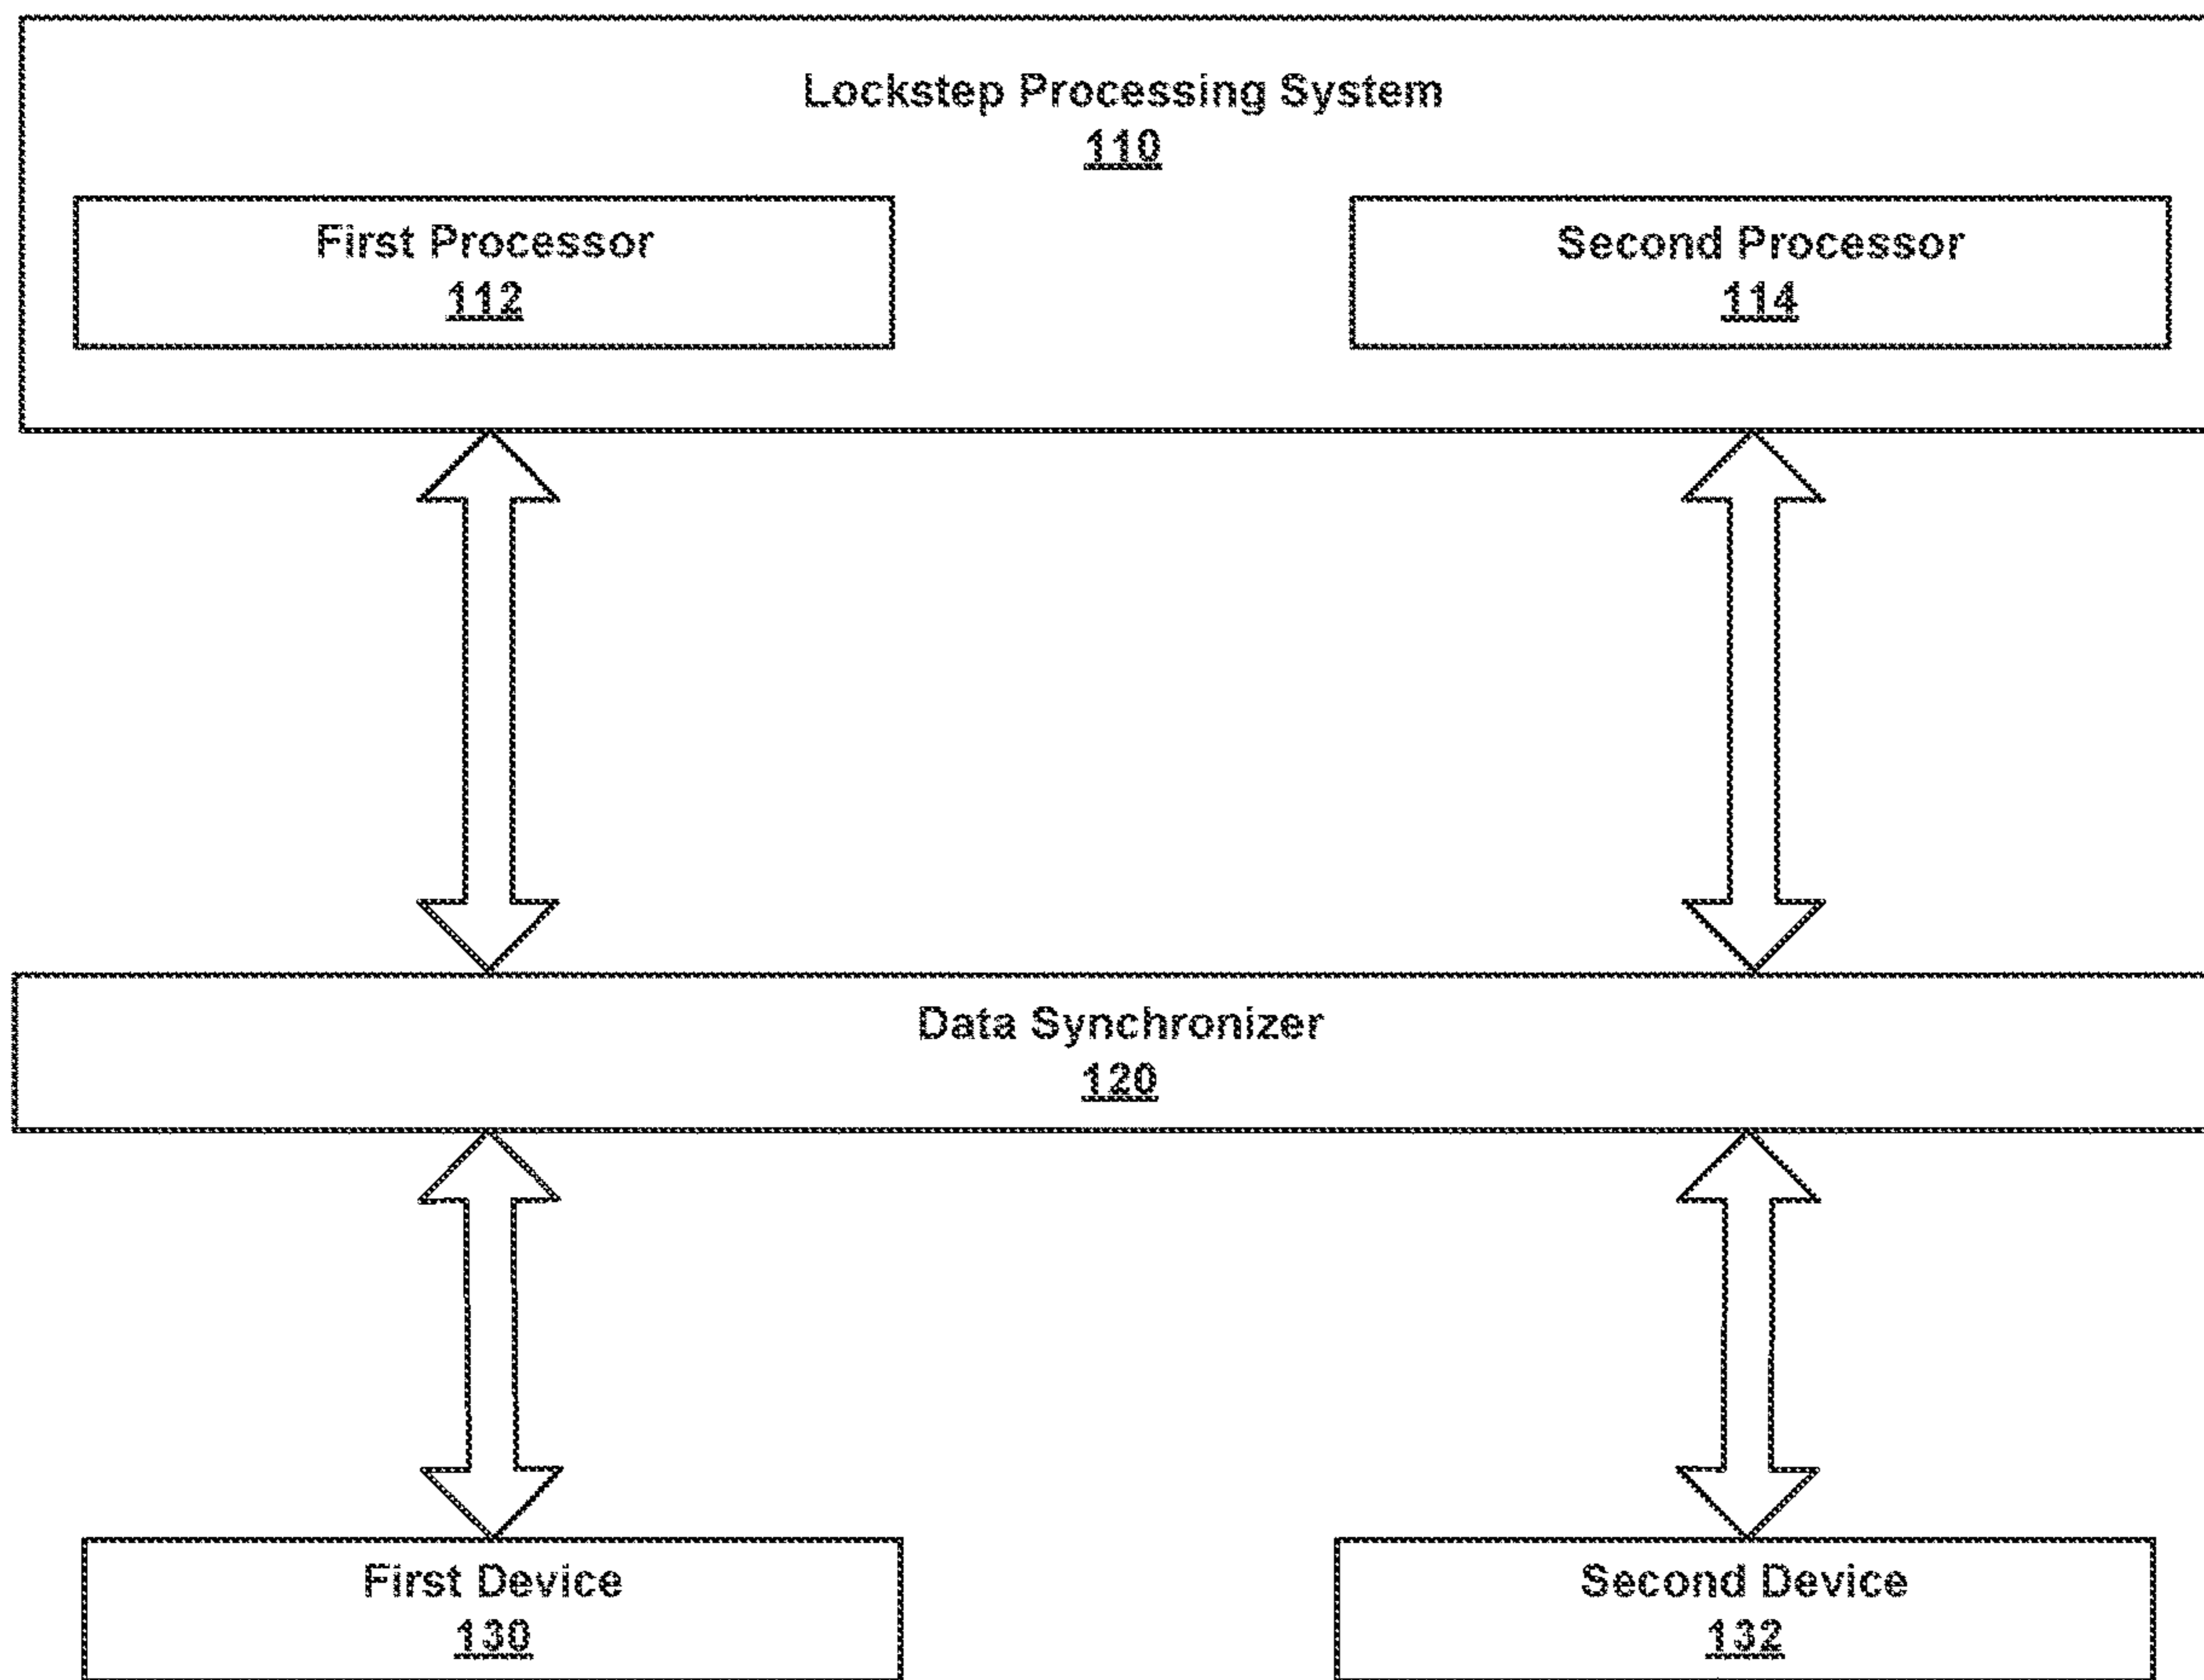 Lockstep Processing System
110
First Processor
112
Second Processor
114
Data Synchronizer
120
First Device
130
Second Device
132